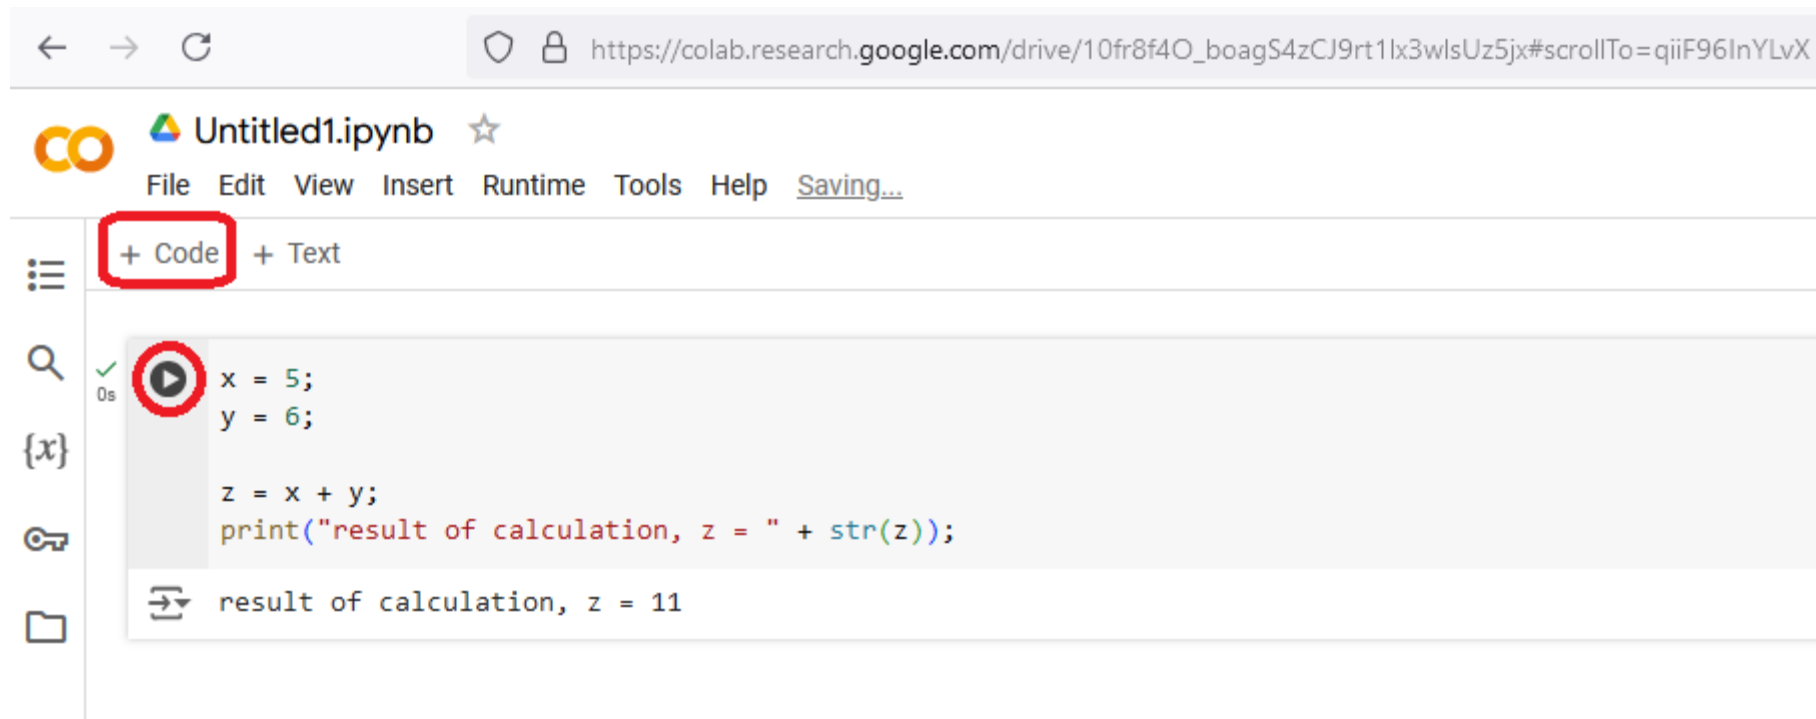 https://colab.research.google.com/drive/10fr8f4O_boagS4zCJ9rt1lx3wlsUz5jx#scrollTo=qiiF96InYLvX
CO Untitled1.ipynb
File Edit View Insert Runtime Tools Help Saving...
+ Code + Text
0s
x = 5;
y = 6;
{x}
z = x + y;
print("result of calculation, z = " + str(z));
result of calculation, z = 11